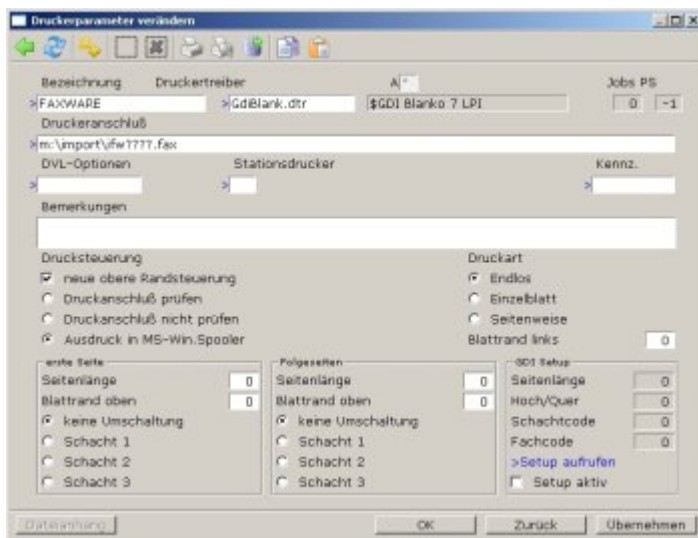 Druckerparameter verändern
Bezeichnung Druckertreiber A Jobs PS
>FAXWARE >GdiBlank.dtr * $GDI Blanko 7 LPI 0 -1
Druckeranschluß
>m:\import\ifw????.fax
DVL-Optionen Stationsdrucker Kennz.
> > >
Bemerkungen
Drucksteuerung Druckart
neue obere Randsteuerung Endlos
Druckanschluß prüfen Einzelblatt
Druckanschluß nicht prüfen Seitenweise
Ausdruck in MS-Win.Spooler Blattrand links 0
erste Seite Folgeseiten GDI Setup
Seitenlänge 0 Seitenlänge 0 Seitenlänge 0
Blattrand oben 0 Blattrand oben 0 Hoch/Quer 0
keine Umschaltung keine Umschaltung Schachtcode 0
Schacht 1 Schacht 1 Fachcode 0
Schacht 2 Schacht 2 >Setup aufrufen
Schacht 3 Schacht 3 Setup aktiv
Dateianhang OK Zurück Übernehmen